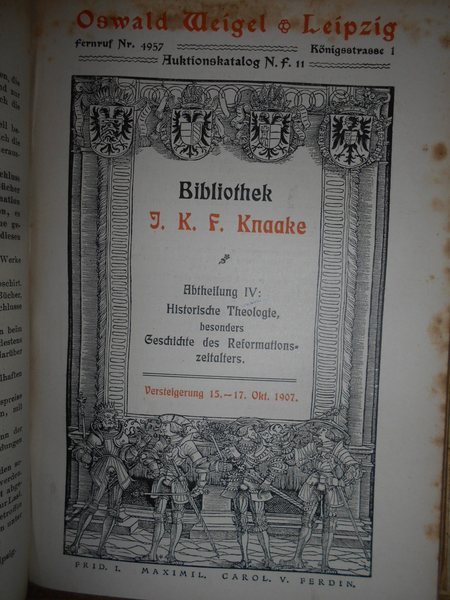 Oswald Weigel Leipzig
Fernruf Nr. 1957
Königsstrasse 1
Auktionskatalog N. F. 11
Bibliothek
J. K. F. Knaake
Abtheilung IV:
Historische Theologie,
besonders
Geschichte des Reformations-
zeitalters.
Versteigerung 15.—17. Okt. 1907.
FRID. I. MAXIMIL. CAROL. V. FERDIN.